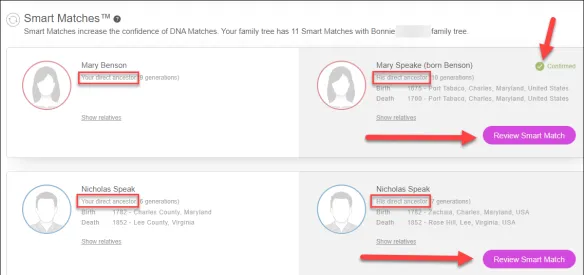 Smart Matches™ ?
Smart Matches increase the confidence of DNA Matches. Your family tree has 11 Smart Matches with Bonnie family tree.
Mary Benson
Your direct ancestor (9 generations)
Show relatives
Mary Speake (born Benson)
His direct ancestor (10 generations)
Birth 1675 - Port Tabaco, Charles, Maryland, United States
Death 1760 - Port Tabaco, Charles, Maryland, United States
Show relatives
Confirmed
Review Smart Match
Nicholas Speak
Your direct ancestor (6 generations)
Birth 1782 - Charles County, Maryland
Death 1852 - Lee County, Virginia
Show relatives
Nicholas Speak
His direct ancestor (7 generations)
Birth 1782 - Zachaia, Charles, Maryland, USA
Death 1852 - Rose Hill, Lee, Virginia, USA
Show relatives
Review Smart Match